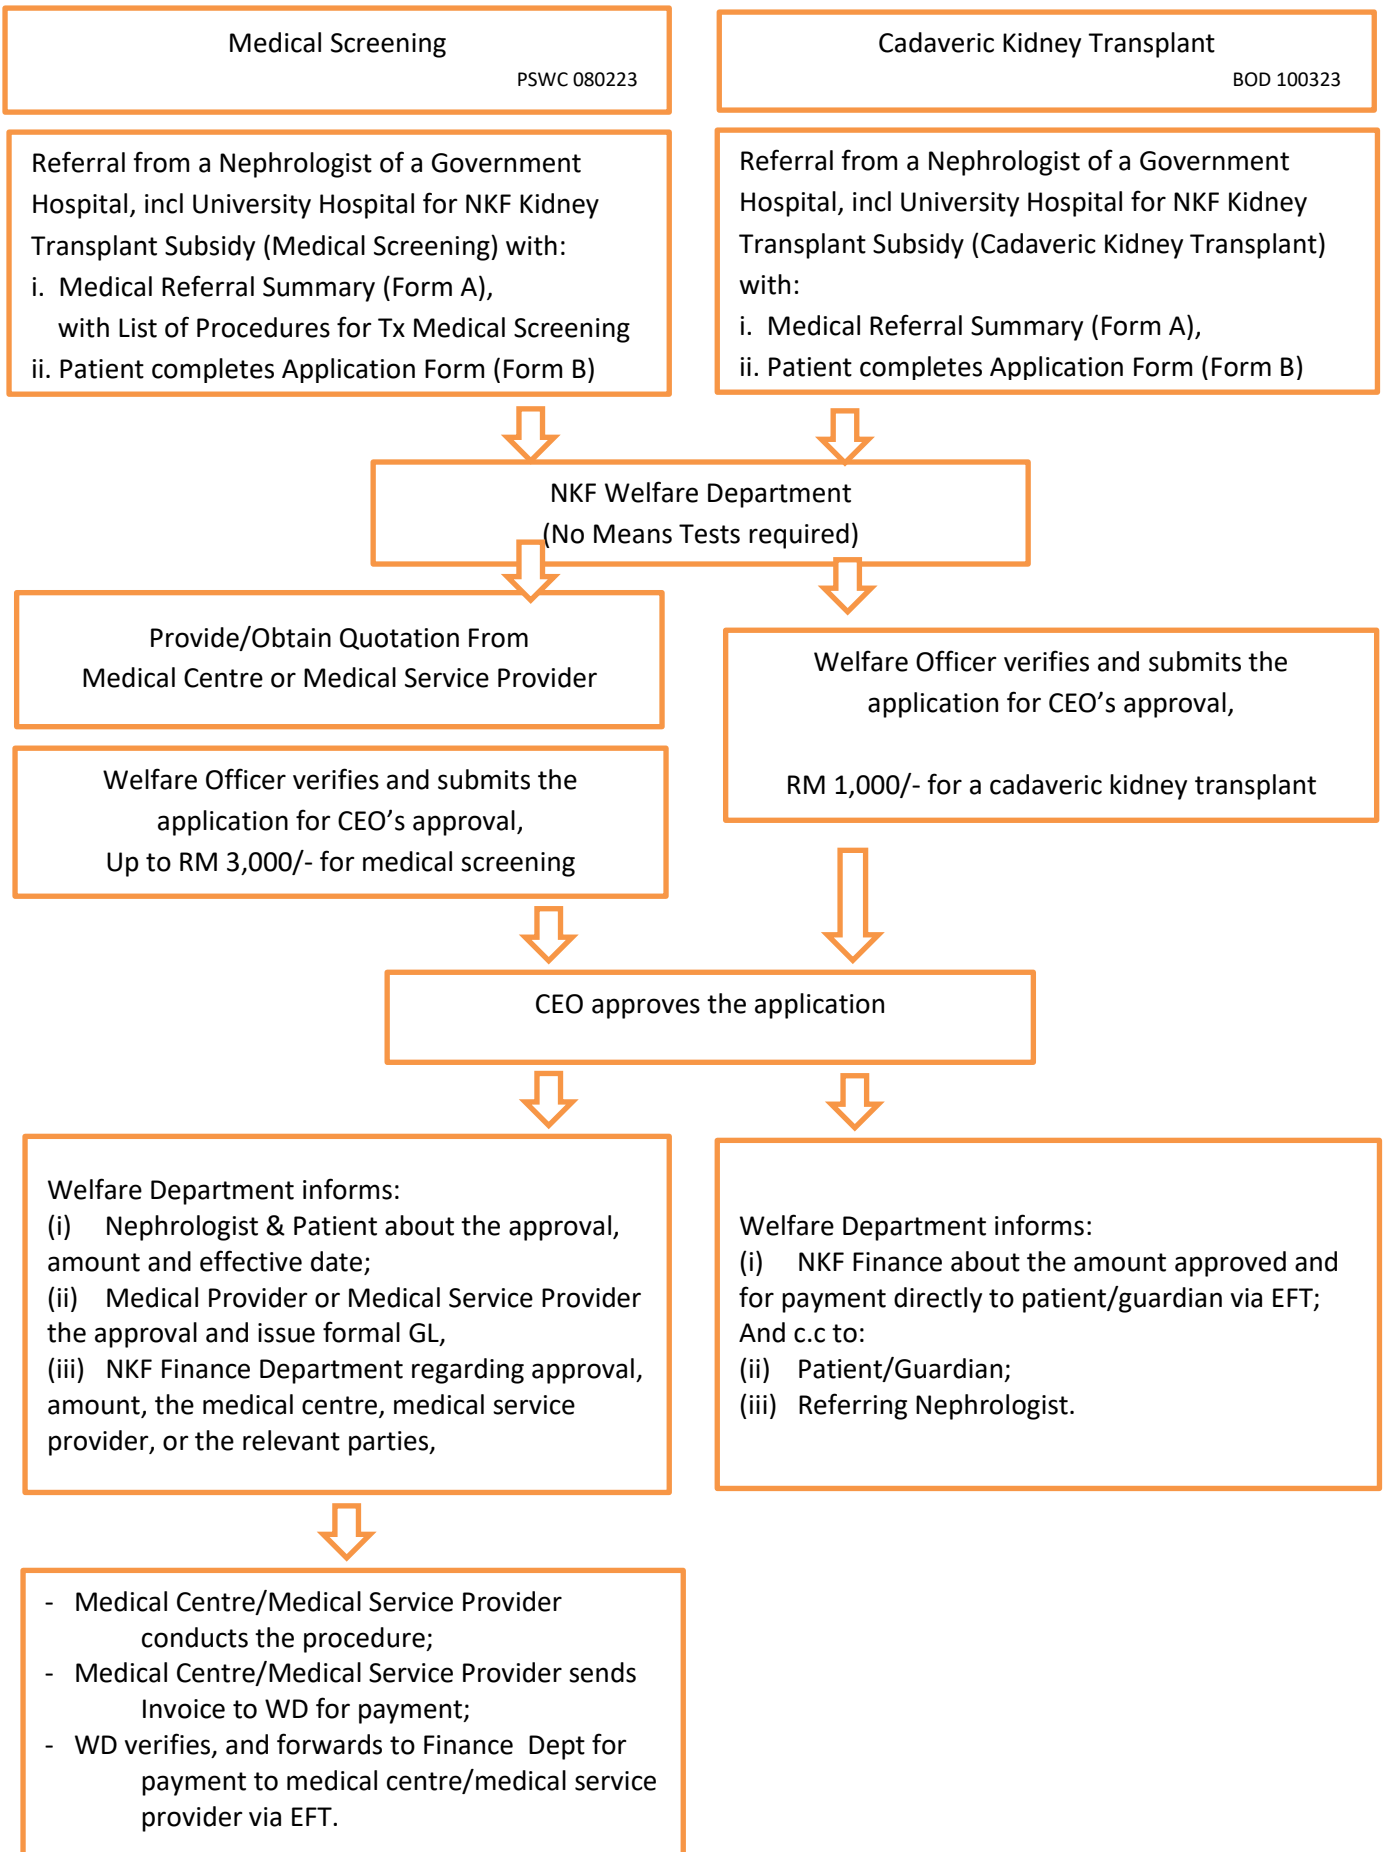 Medical Screening
PSWC 080223
Cadaveric Kidney Transplant
BOD 100323
Referral from a Nephrologist of a Government
Hospital, incl University Hospital for NKF Kidney
Transplant Subsidy (Medical Screening) with:
i. Medical Referral Summary (Form A),
with List of Procedures for Tx Medical Screening
ii. Patient completes Application Form (Form B)
Referral from a Nephrologist of a Government
Hospital, incl University Hospital for NKF Kidney
Transplant Subsidy (Cadaveric Kidney Transplant)
with:
i. Medical Referral Summary (Form A),
ii. Patient completes Application Form (Form B)
NKF Welfare Department
(No Means Tests required)
Provide/Obtain Quotation From
Medical Centre or Medical Service Provider
Welfare Officer verifies and submits the
application for CEO’s approval,
RM 1,000/- for a cadaveric kidney transplant
Welfare Officer verifies and submits the
application for CEO’s approval,
Up to RM 3,000/- for medical screening
CEO approves the application
Welfare Department informs:
(i) Nephrologist & Patient about the approval,
amount and effective date;
(ii) Medical Provider or Medical Service Provider
the approval and issue formal GL,
(iii) NKF Finance Department regarding approval,
amount, the medical centre, medical service
provider, or the relevant parties,
Welfare Department informs:
(i) NKF Finance about the amount approved and
for payment directly to patient/guardian via EFT;
And c.c to:
(ii) Patient/Guardian;
(iii) Referring Nephrologist.
- Medical Centre/Medical Service Provider
conducts the procedure;
- Medical Centre/Medical Service Provider sends
Invoice to WD for payment;
- WD verifies, and forwards to Finance Dept for
payment to medical centre/medical service
provider via EFT.